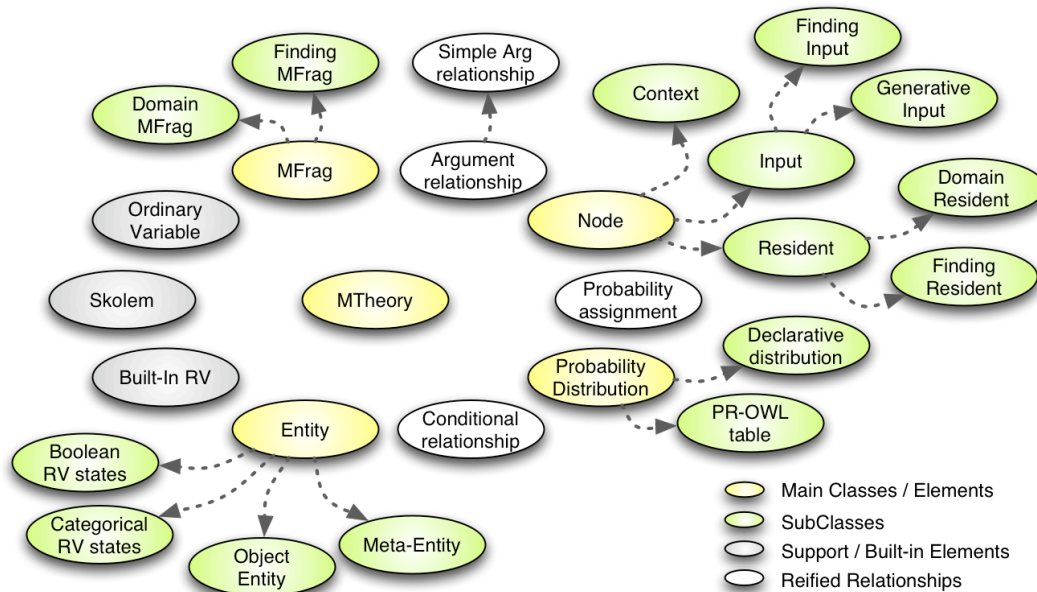 Finding
Input
Finding
MFrag
Simple Arg
relationship
Context
Generative
Input
Domain
MFrag
MFrag
Argument
relationship
Input
Domain
Resident
Ordinary
Variable
Node
Resident
Finding
Resident
Skolem
MTheory
Probability
assignment
Declarative
distribution
Built-In RV
Probability
Distribution
PR-OWL
table
Entity
Conditional
relationship
Boolean
RV states
Categorical
RV states
Object
Entity
Meta-Entity
Main Classes / Elements
SubClasses
Support / Built-in Elements
Reified Relationships